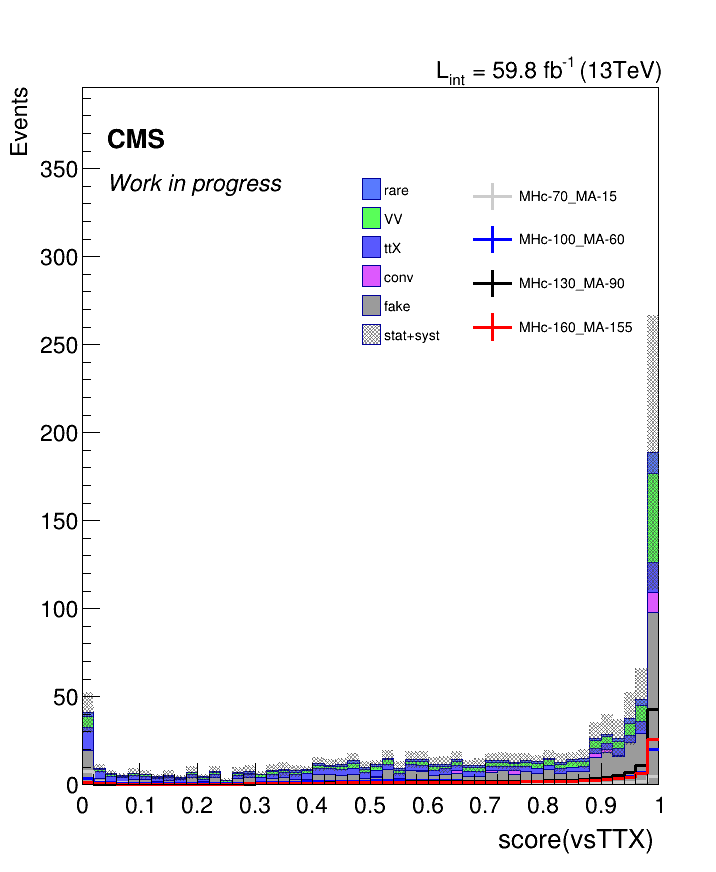 L_int = 59.8 fb^-1 (13TeV)
Events
CMS
Work in progress
rare
VV
ttX
conv
fake
stat+syst
MHc-70_MA-15
MHc-100_MA-60
MHc-130_MA-90
MHc-160_MA-155
350
300
250
200
150
100
50
0
0 0.1 0.2 0.3 0.4 0.5 0.6 0.7 0.8 0.9 1
score(vsTTX)